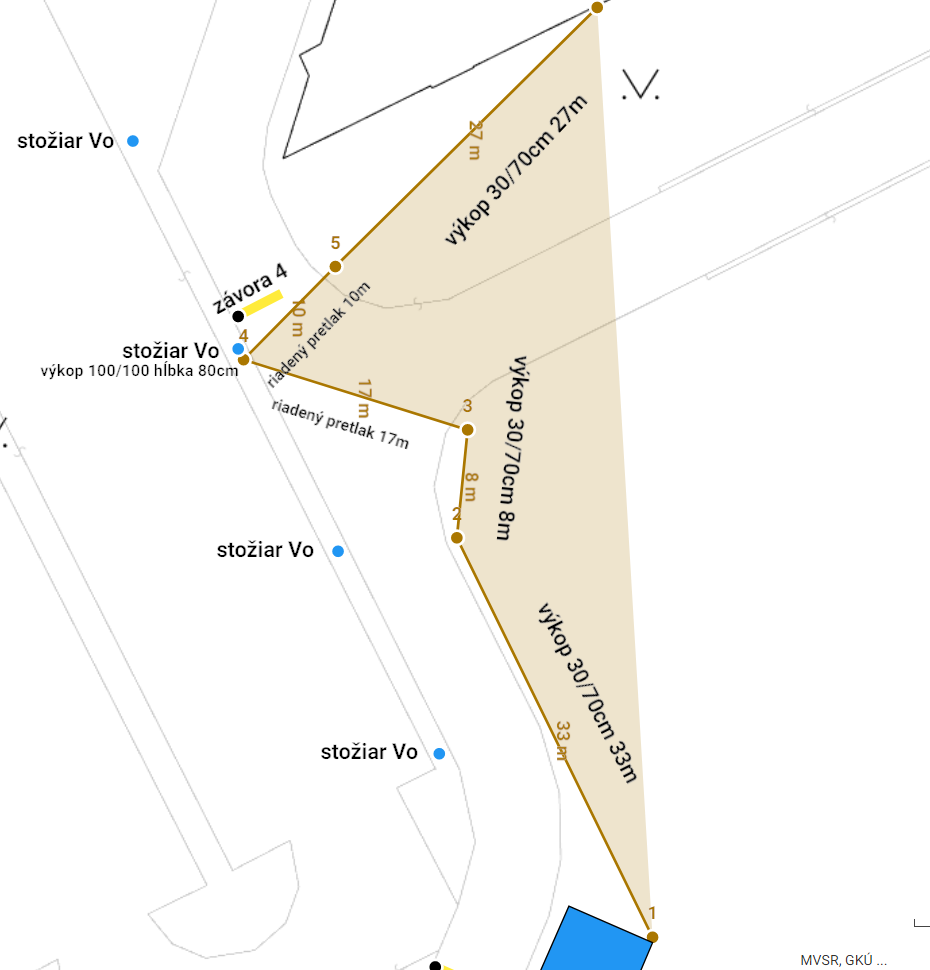 27 m
výkop 30/70cm 27m
stožiar Vo
5
závora 4
10 m
riadený pretlak 10m
4
stožiar Vo
výkop 100/100 hĺbka 80cm
17 m
riadený pretlak 17m
3
výkop 30/70cm 8m
8 m
2
stožiar Vo
výkop 30/70cm 33m
33 m
stožiar Vo
1
MVSR, GKÚ ...